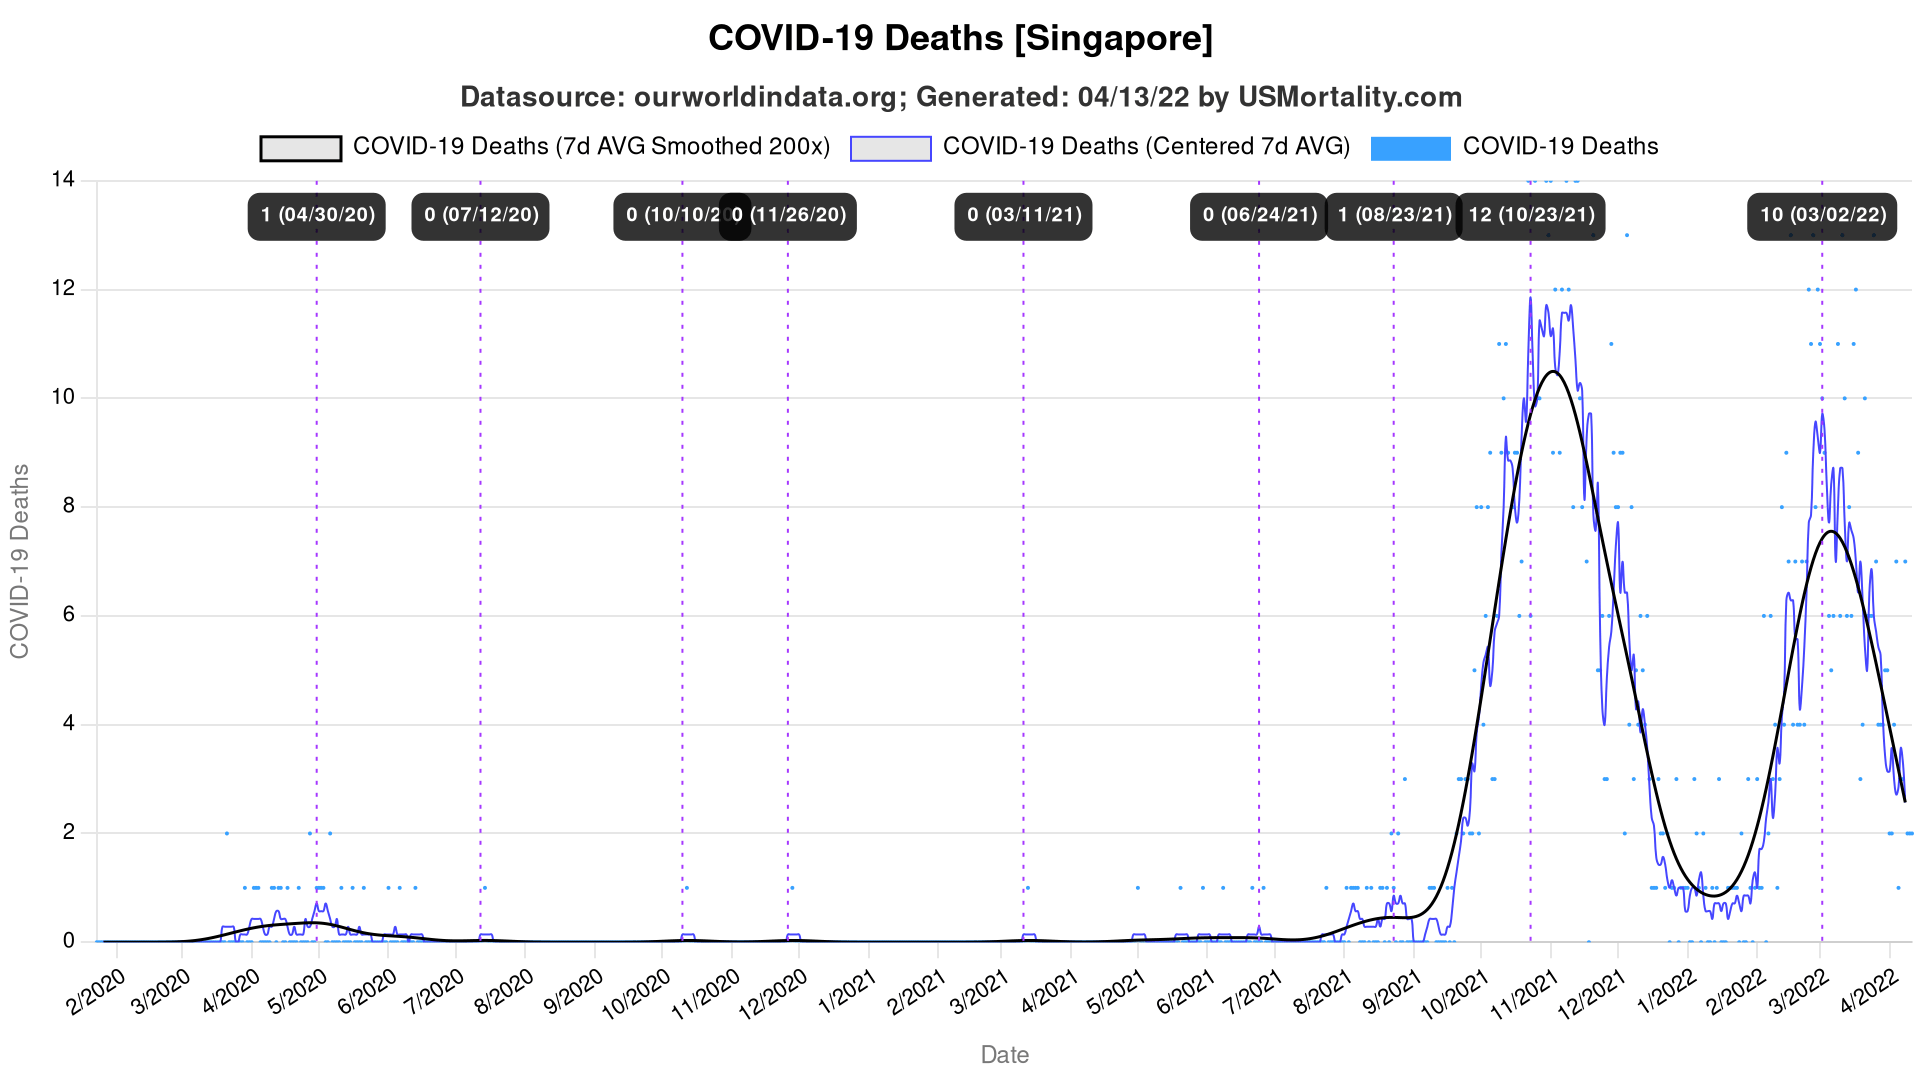 COVID-19 Deaths [Singapore]
Datasource: ourworldindata.org; Generated: 04/13/22 by USMortality.com
COVID-19 Deaths (7d AVG Smoothed 200x) COVID-19 Deaths (Centered 7d AVG) COVID-19 Deaths
1 (04/30/20) 0 (07/12/20) 0 (10/10/20 0 (11/26/20) 0 (03/11/21) 0 (06/24/21) 1 (08/23/21) 12 (10/23/21) 10 (03/02/22)
COVID-19 Deaths
14
12
10
8
6
4
2
0
2/2020 3/2020 4/2020 5/2020 6/2020 7/2020 8/2020 9/2020 10/2020 11/2020 12/2020 1/2021 2/2021 3/2021 4/2021 5/2021 6/2021 7/2021 8/2021 9/2021 10/2021 11/2021 12/2021 1/2022 2/2022 3/2022 4/2022
Date